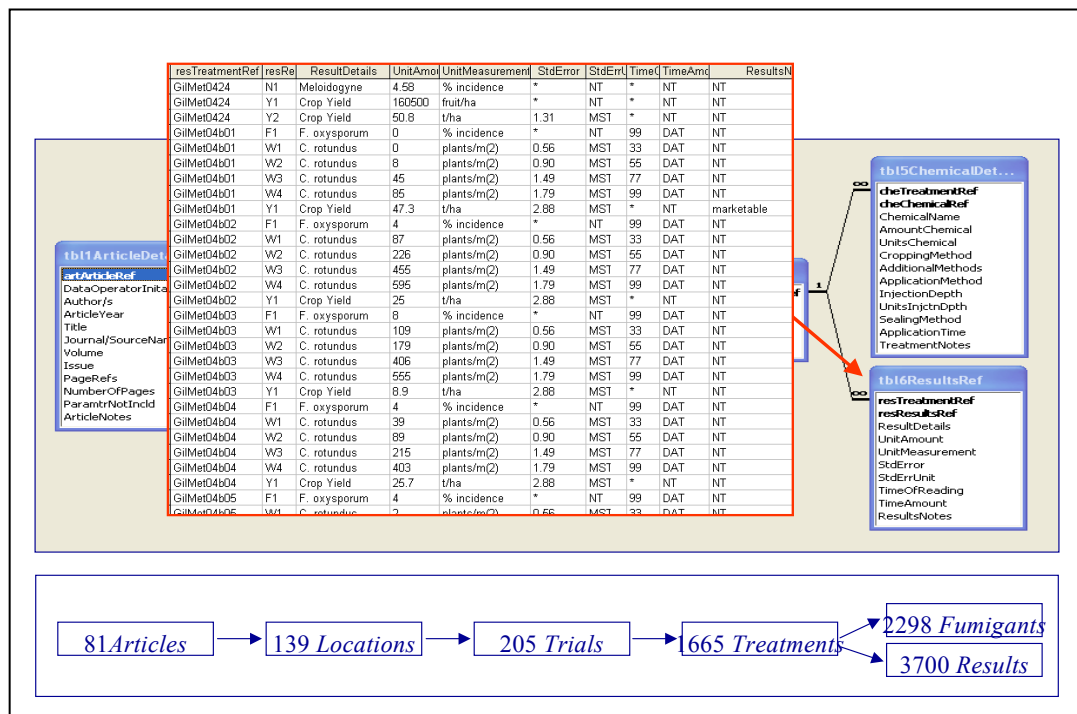 resTreatmentRef resRe ResultDetails UnitAmou UnitMeasurement StdError StdErrU TimeO TimeAmo ResultsN
GilMet0424 N1 Meloidogyne 4.58 % incidence * NT * NT NT
GilMet0424 Y1 Crop Yield 160500 fruit/ha * NT * NT NT
GilMet0424 Y2 Crop Yield 50.8 t/ha 1.31 MST * NT NT
GilMet04b01 F1 F. oxysporum 0 % incidence * NT 99 DAT NT
GilMet04b01 W1 C. rotundus 0 plants/m(2) 0.56 MST 33 DAT NT
GilMet04b01 W2 C. rotundus 8 plants/m(2) 0.90 MST 55 DAT NT
GilMet04b01 W3 C. rotundus 45 plants/m(2) 1.49 MST 77 DAT NT
GilMet04b01 W4 C. rotundus 85 plants/m(2) 1.79 MST 99 DAT NT
GilMet04b01 Y1 Crop Yield 47.3 t/ha 2.88 MST * NT marketable
GilMet04b02 F1 F. oxysporum 4 % incidence * NT 99 DAT NT
GilMet04b02 W1 C. rotundus 87 plants/m(2) 0.56 MST 33 DAT NT
GilMet04b02 W2 C. rotundus 226 plants/m(2) 0.90 MST 55 DAT NT
GilMet04b02 W3 C. rotundus 455 plants/m(2) 1.49 MST 77 DAT NT
GilMet04b02 W4 C. rotundus 595 plants/m(2) 1.79 MST 99 DAT NT
GilMet04b02 Y1 Crop Yield 25 t/ha 2.88 MST * NT NT
GilMet04b03 F1 F. oxysporum 8 % incidence * NT 99 DAT NT
GilMet04b03 W1 C. rotundus 109 plants/m(2) 0.56 MST 33 DAT NT
GilMet04b03 W2 C. rotundus 179 plants/m(2) 0.90 MST 55 DAT NT
GilMet04b03 W3 C. rotundus 406 plants/m(2) 1.49 MST 77 DAT NT
GilMet04b03 W4 C. rotundus 555 plants/m(2) 1.79 MST 99 DAT NT
GilMet04b03 Y1 Crop Yield 8.9 t/ha 2.88 MST * NT NT
GilMet04b04 F1 F. oxysporum 4 % incidence * NT 99 DAT NT
GilMet04b04 W1 C. rotundus 39 plants/m(2) 0.56 MST 33 DAT NT
GilMet04b04 W2 C. rotundus 89 plants/m(2) 0.90 MST 55 DAT NT
GilMet04b04 W3 C. rotundus 215 plants/m(2) 1.49 MST 77 DAT NT
GilMet04b04 W4 C. rotundus 403 plants/m(2) 1.79 MST 99 DAT NT
GilMet04b04 Y1 Crop Yield 25.7 t/ha 2.88 MST * NT NT
GilMet04b05 F1 F. oxysporum 4 % incidence * NT 99 DAT NT
GilMet04b05 W1 C. rotundus 2 plants/m(2) 0.56 MST 33 DAT NT
tbl1ArticleDet
artArticleRef
DataOperatorInita
Author/s
ArticleYear
Title
Journal/SourceNan
Volume
Issue
PageRefs
NumberOfPages
ParamtrNotIncld
ArticleNotes
1
∞
∞
tbl5ChemicalDet...
cheTreatmentRef
cheChemicalRef
ChemicalName
AmountChemical
UnitsChemical
CroppingMethod
AdditionalMethods
ApplicationMethod
InjectionDepth
UnitsInjctnDpth
SealingMethod
ApplicationTime
TreatmentNotes
tbl6ResultsRef
resTreatmentRef
resResultsRef
ResultDetails
UnitAmount
UnitMeasurement
StdError
StdErrUnit
TimeOfReading
TimeAmount
ResultsNotes
81Articles
139 Locations
205 Trials
1665 Treatments
2298 Fumigants
3700 Results